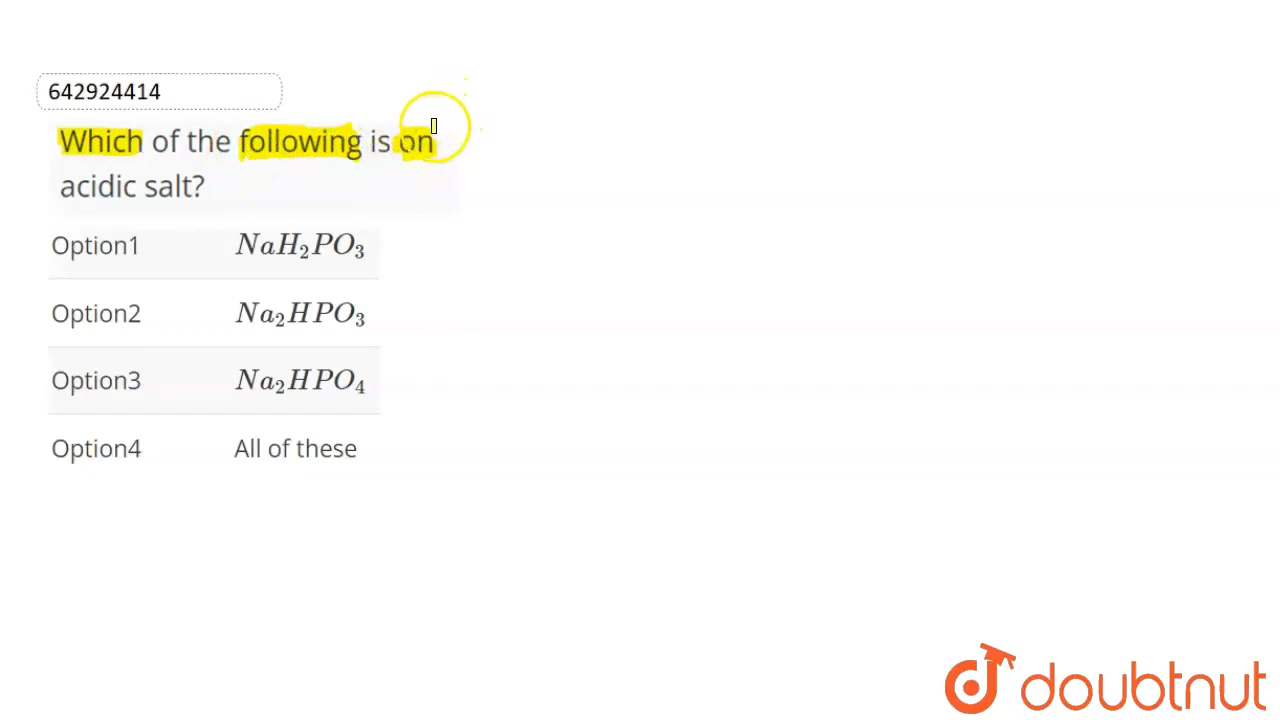 642924414
Which of the following is on
acidic salt?
Option1 NaH₂PO₃
Option2 Na₂HPO₃
Option3 Na₂HPO₄
Option4 All of these
doubtnut